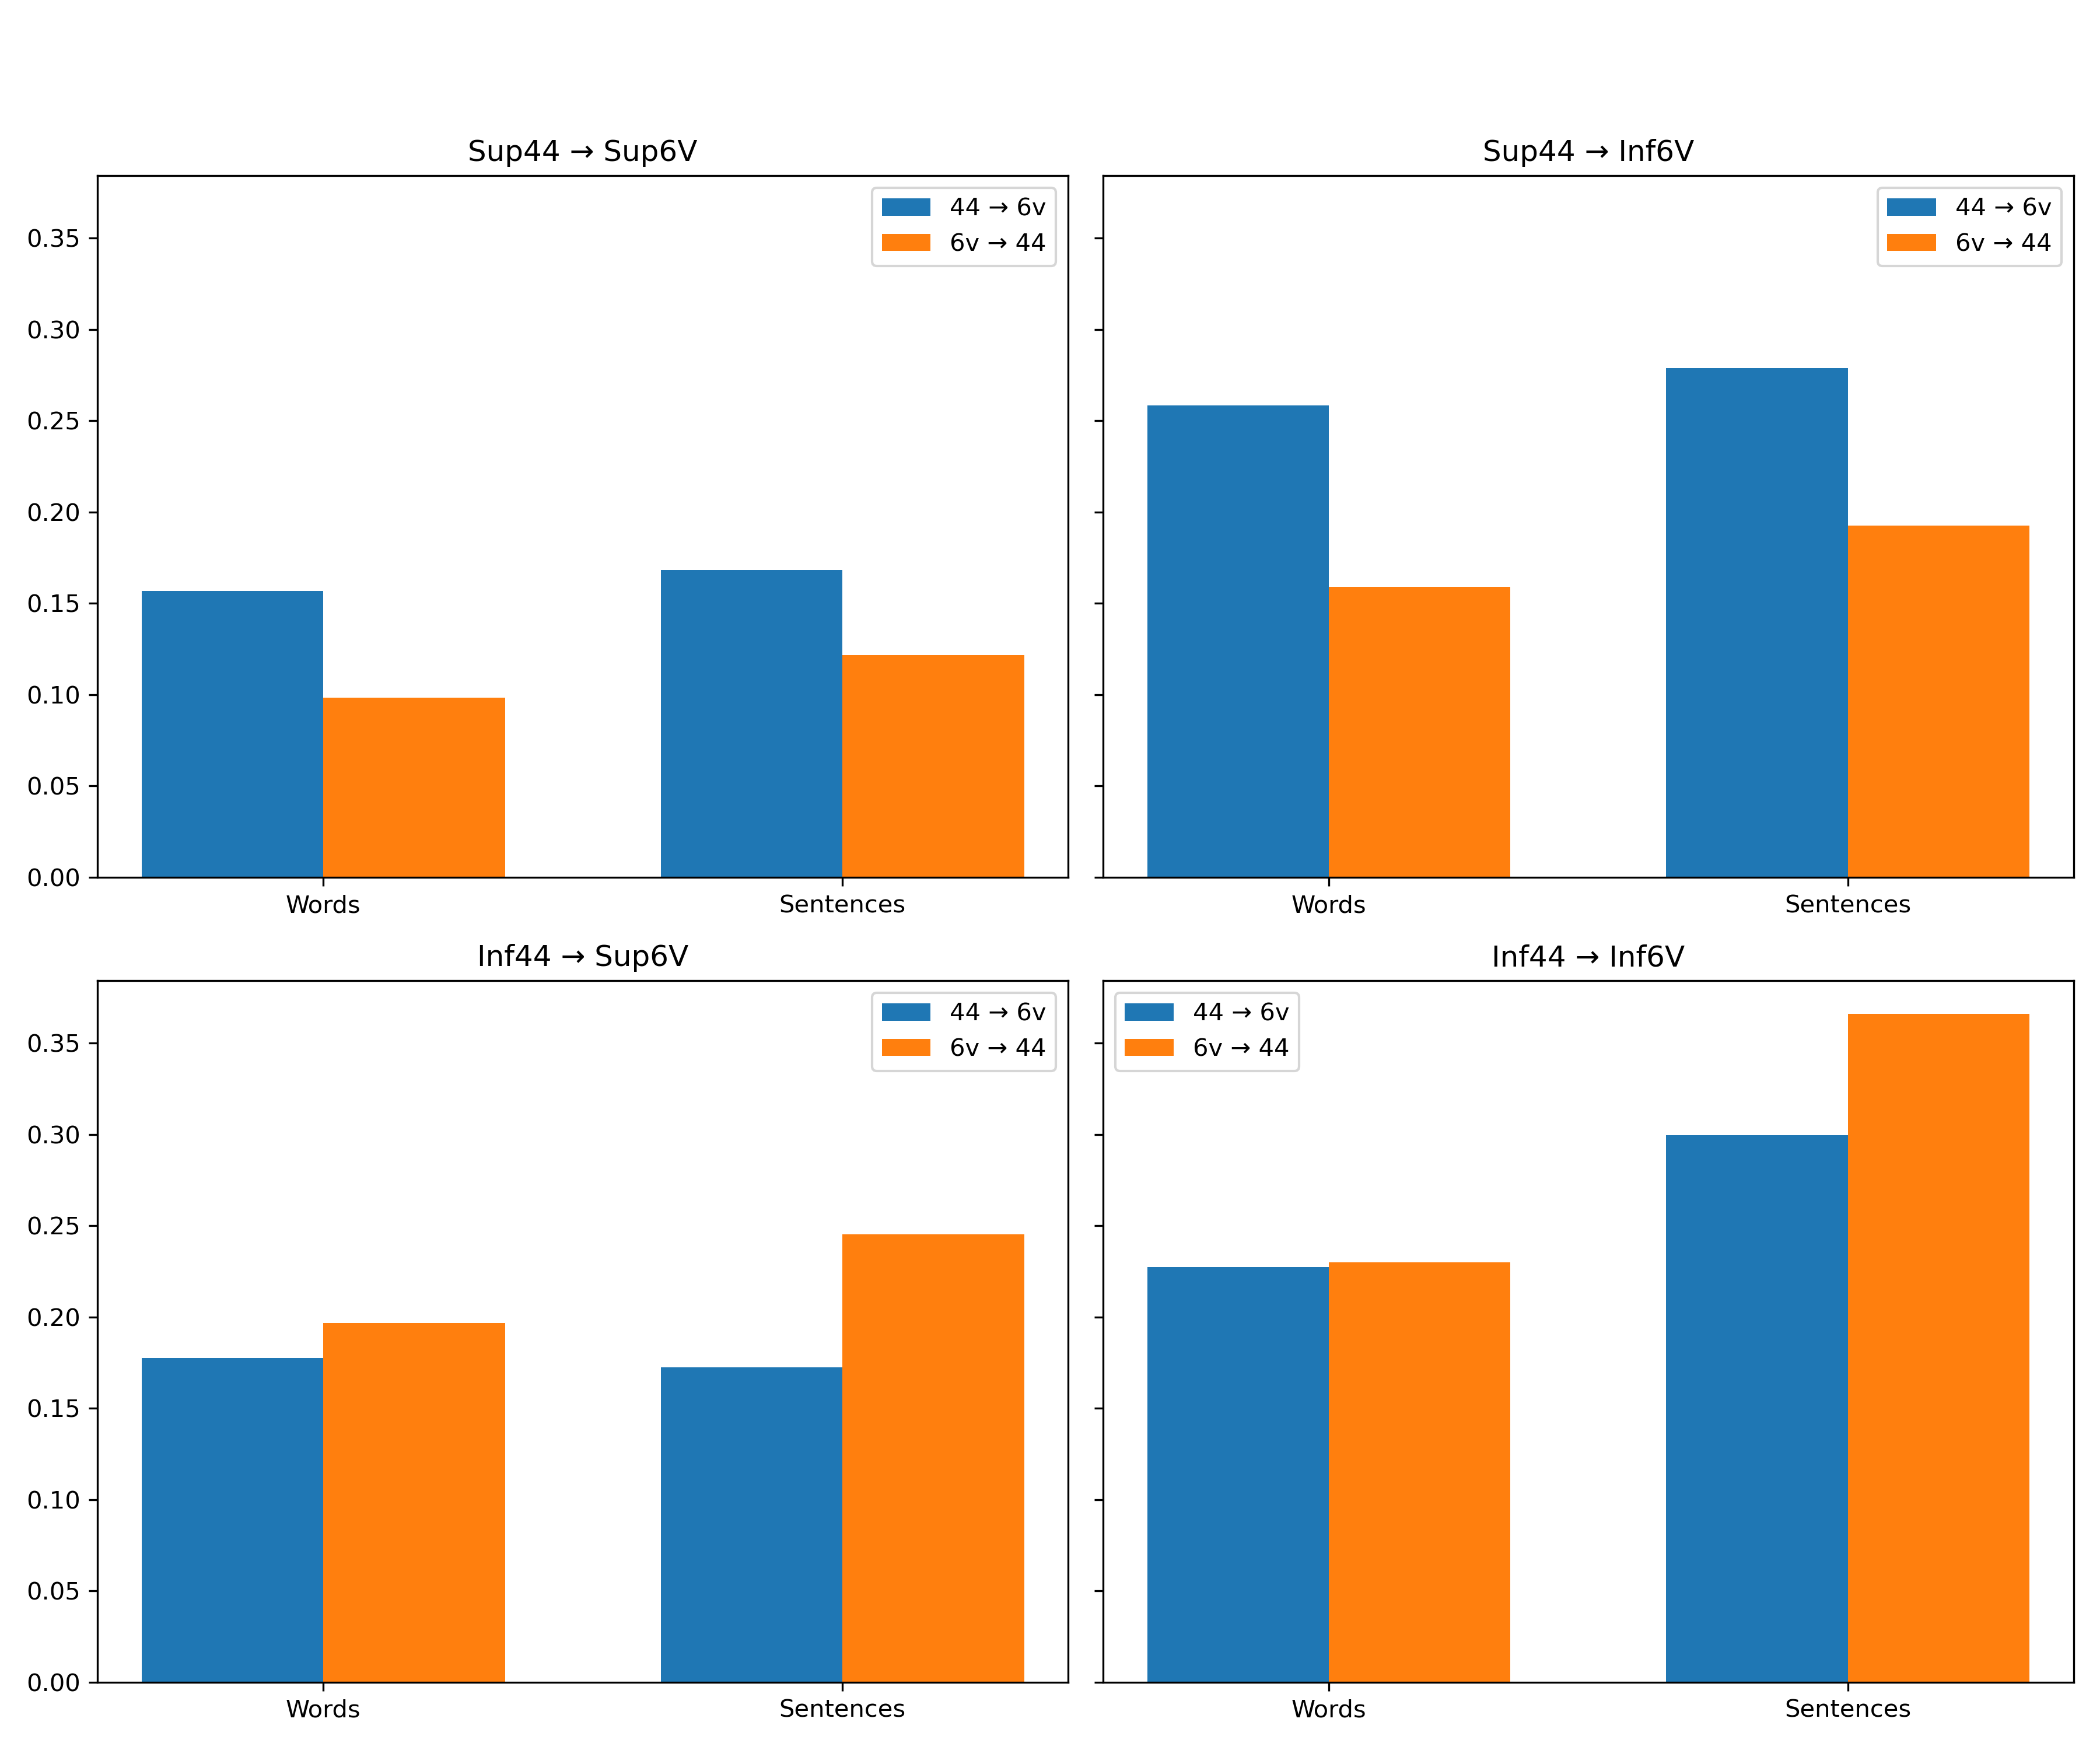 Sup44 → Sup6V
0.35
0.30
0.25
0.20
0.15
0.10
0.05
0.00
44 → 6v
6v → 44
Words Sentences
Sup44 → Inf6V
44 → 6v
6v → 44
Words Sentences
Inf44 → Sup6V
0.35
0.30
0.25
0.20
0.15
0.10
0.05
0.00
44 → 6v
6v → 44
Words Sentences
Inf44 → Inf6V
44 → 6v
6v → 44
Words Sentences